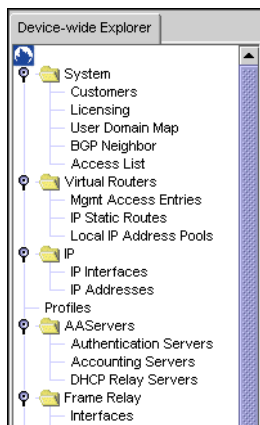 Device-wide Explorer
System
Customers
Licensing
User Domain Map
BGP Neighbor
Access List
Virtual Routers
Mgmt Access Entries
IP Static Routes
Local IP Address Pools
IP
IP Interfaces
IP Addresses
Profiles
AAServers
Authentication Servers
Accounting Servers
DHCP Relay Servers
Frame Relay
Interfaces